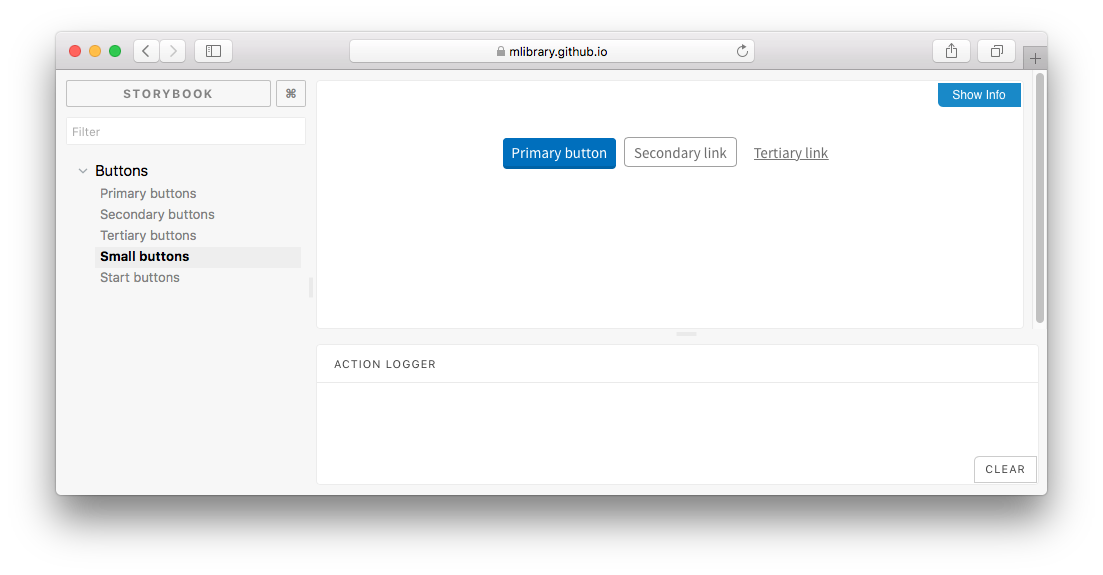 mlibrary.github.io
STORYBOOK
⌘
Filter
Buttons
Primary buttons
Secondary buttons
Tertiary buttons
Small buttons
Start buttons
Show Info
Primary button
Secondary link
Tertiary link
ACTION LOGGER
CLEAR